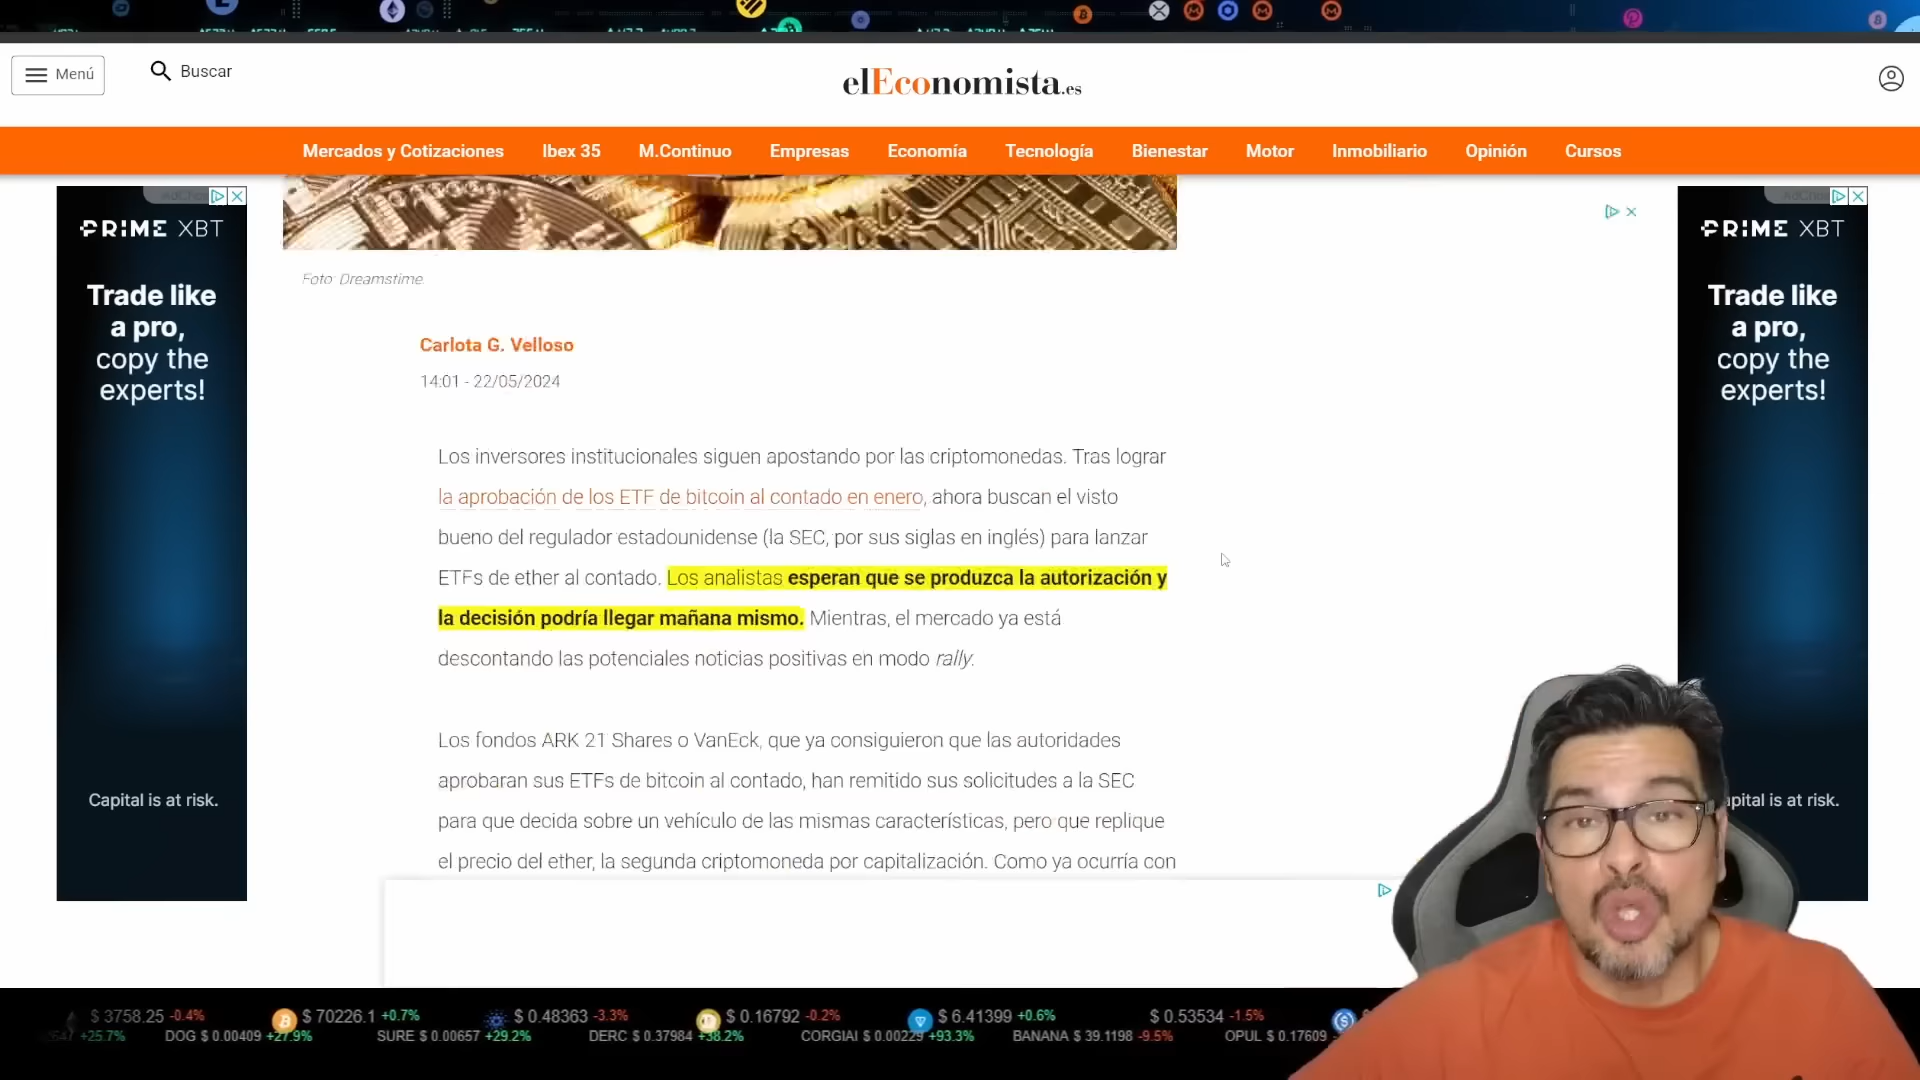 Menú
Buscar
elEconomista.es
Mercados y Cotizaciones Ibex 35 M.Continuo Empresas Economía Tecnología Bienestar Motor Inmobiliario Opinión Cursos
PRIME XBT
Trade like
a pro,
copy the
experts!
Capital is at risk.
Foto: Dreamstime.
Carlota G. Velloso
14:01 - 22/05/2024
Los inversores institucionales siguen apostando por las criptomonedas. Tras lograr
la aprobación de los ETF de bitcoin al contado en enero, ahora buscan el visto
bueno del regulador estadounidense (la SEC, por sus siglas en inglés) para lanzar
ETFs de ether al contado. Los analistas esperan que se produzca la autorización y
la decisión podría llegar mañana mismo. Mientras, el mercado ya está
descontando las potenciales noticias positivas en modo rally.
Los fondos ARK 21 Shares o VanEck, que ya consiguieron que las autoridades
aprobaran sus ETFs de bitcoin al contado, han remitido sus solicitudes a la SEC
para que decida sobre un vehículo de las mismas características, pero que replique
el precio del ether, la segunda criptomoneda por capitalización. Como ya ocurría con
PRIME XBT
Trade like
a pro,
copy the
experts!
apital is at risk.
$ 3758.25 -0.4% $ 70226.1 +0.7% $ 0.48363 -3.3% $ 0.16792 -0.2% $ 6.41399 +0.6% $ 0.53534 -1.5%
+25.7% DOG $ 0.00409 +27.9% SURE $ 0.00657 +29.2% DERC $ 0.37984 +38.2% CORGIAI $ 0.00229 +93.3% BANANA $ 39.1198 -9.5% OPUL $ 0.17609